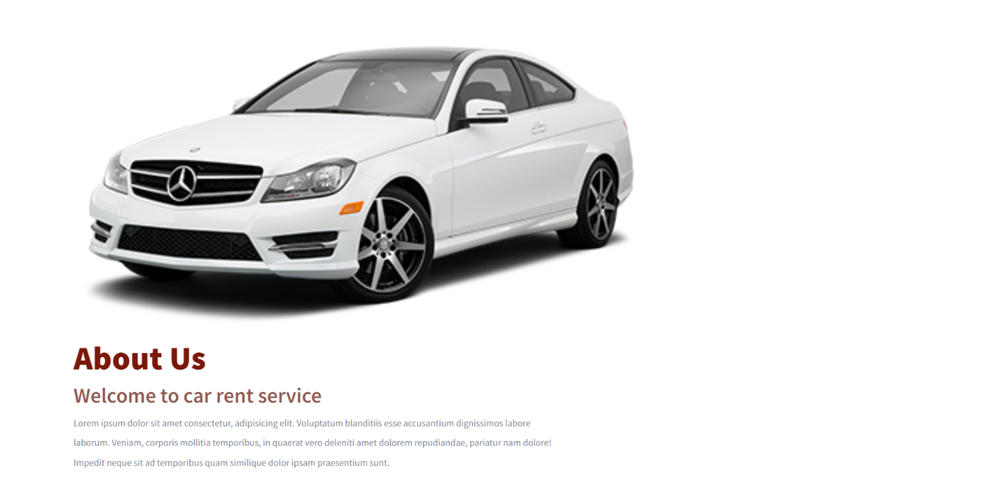 About Us
Welcome to car rent service
Lorem ipsum dolor sit amet consectetur, adipisicing elit. Voluptatum blanditiis esse accusantium dignissimos labore
laborum. Veniam, corporis mollitia temporibus, in quaerat vero deleniti amet dolorem repudiandae, pariatur nam dolore!
Impedit neque sit ad temporibus quam similique dolor ipsam praesentium sunt.